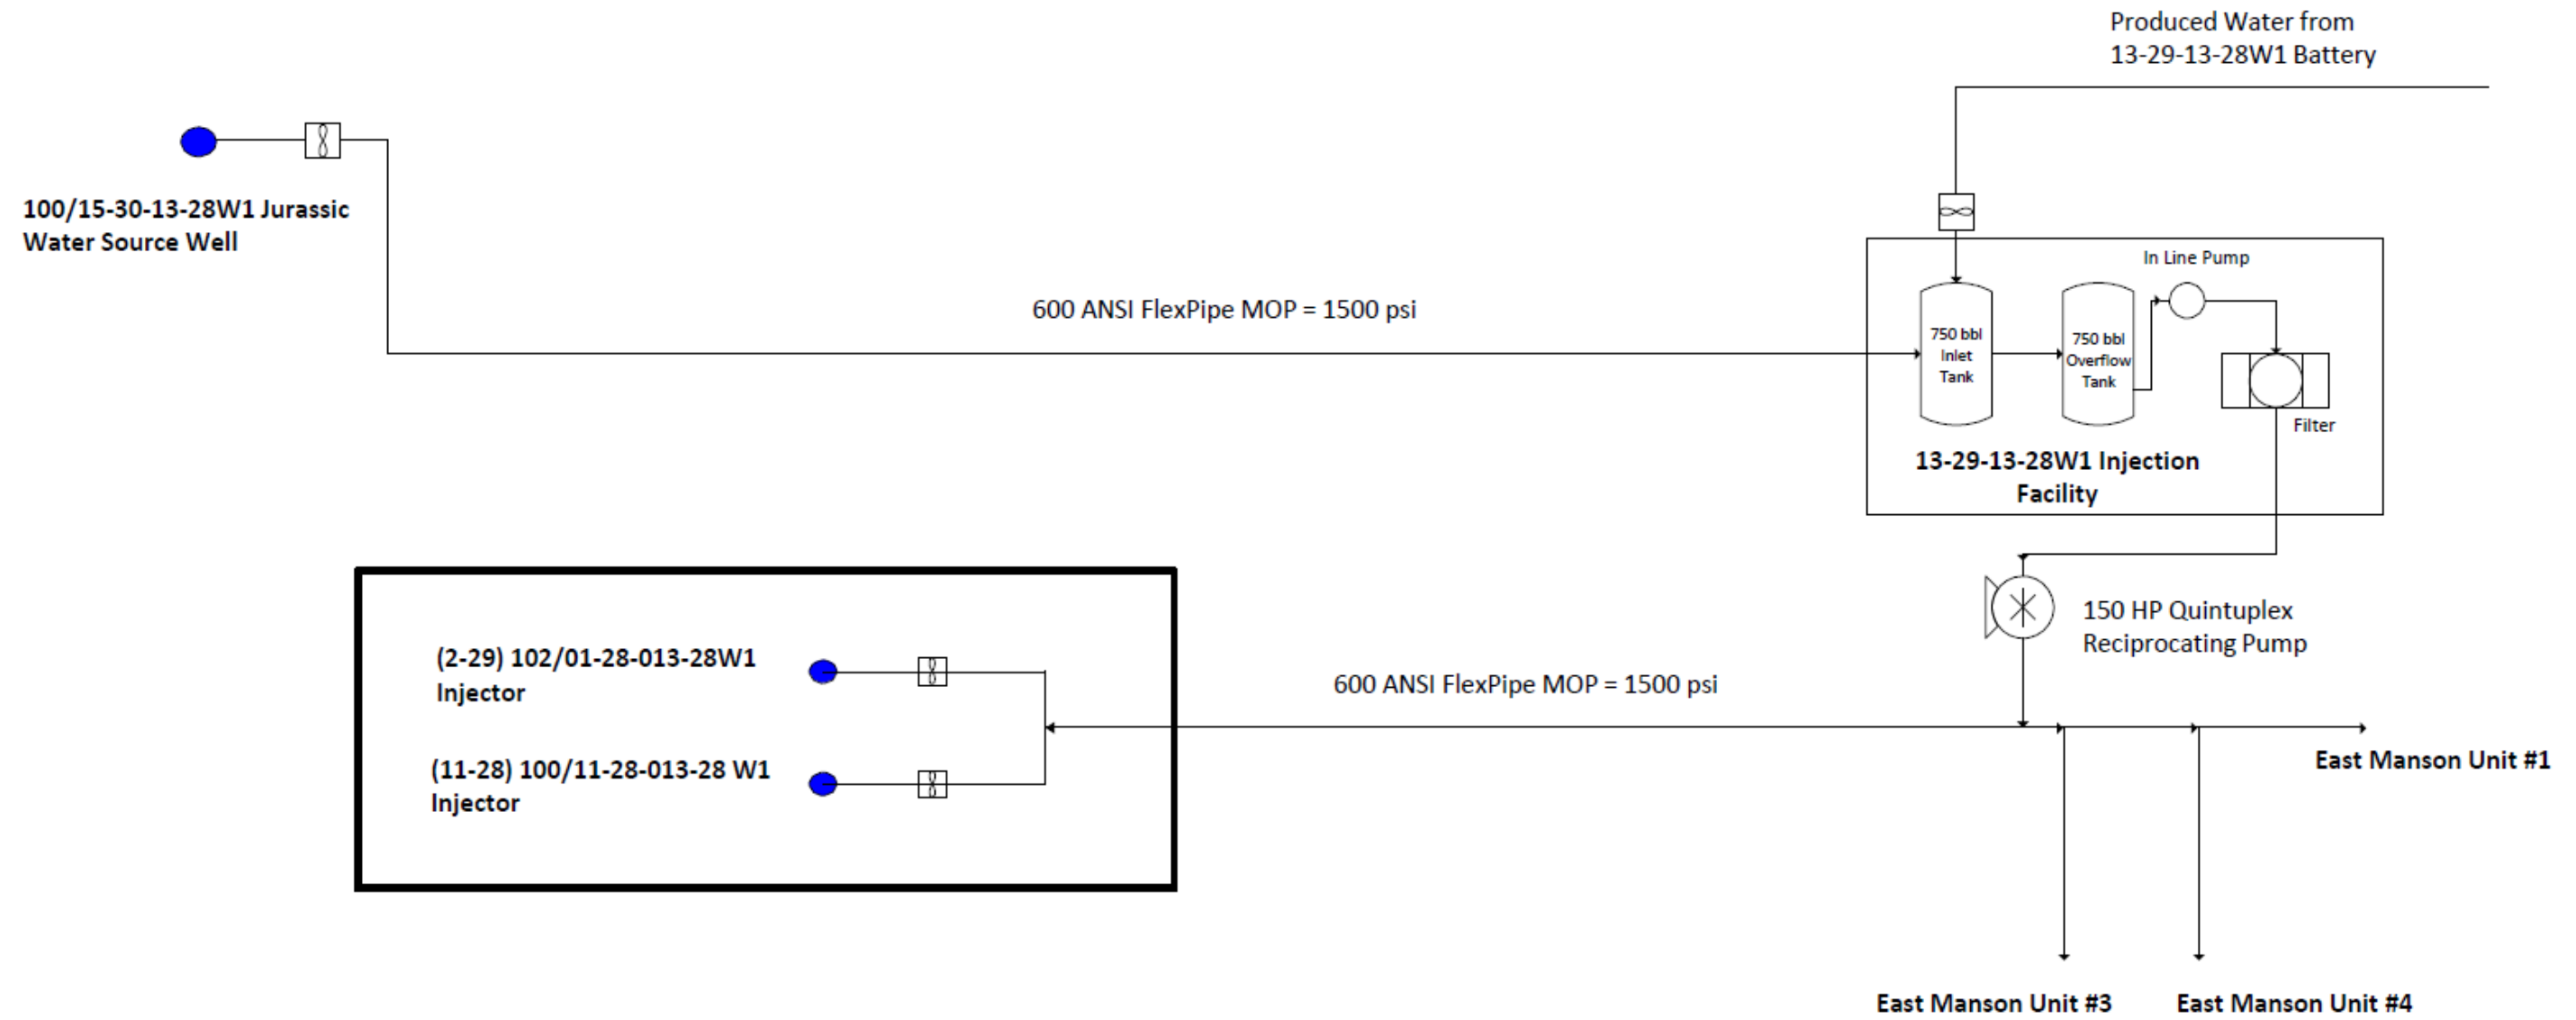 Produced Water from
13-29-13-28W1 Battery
100/15-30-13-28W1 Jurassic
Water Source Well
600 ANSI FlexPipe MOP = 1500 psi
In Line Pump
750 bbl
Inlet
Tank
750 bbl
Overflow
Tank
Filter
13-29-13-28W1 Injection
Facility
150 HP Quintuplex
Reciprocating Pump
(2-29) 102/01-28-013-28W1
Injector
600 ANSI FlexPipe MOP = 1500 psi
(11-28) 100/11-28-013-28 W1
Injector
East Manson Unit #1
East Manson Unit #3
East Manson Unit #4